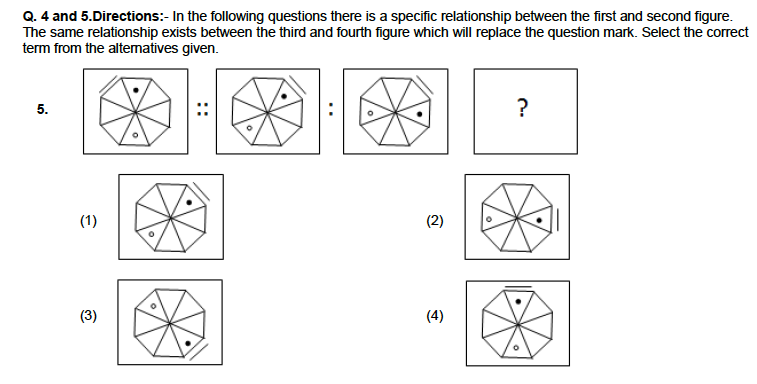 Q. 4 and 5.Directions:- In the following questions there is a specific relationship between the first and second figure.
The same relationship exists between the third and fourth figure which will replace the question mark. Select the correct
term from the alternatives given.
5. :: : ?
(1) (2)
(3) (4)